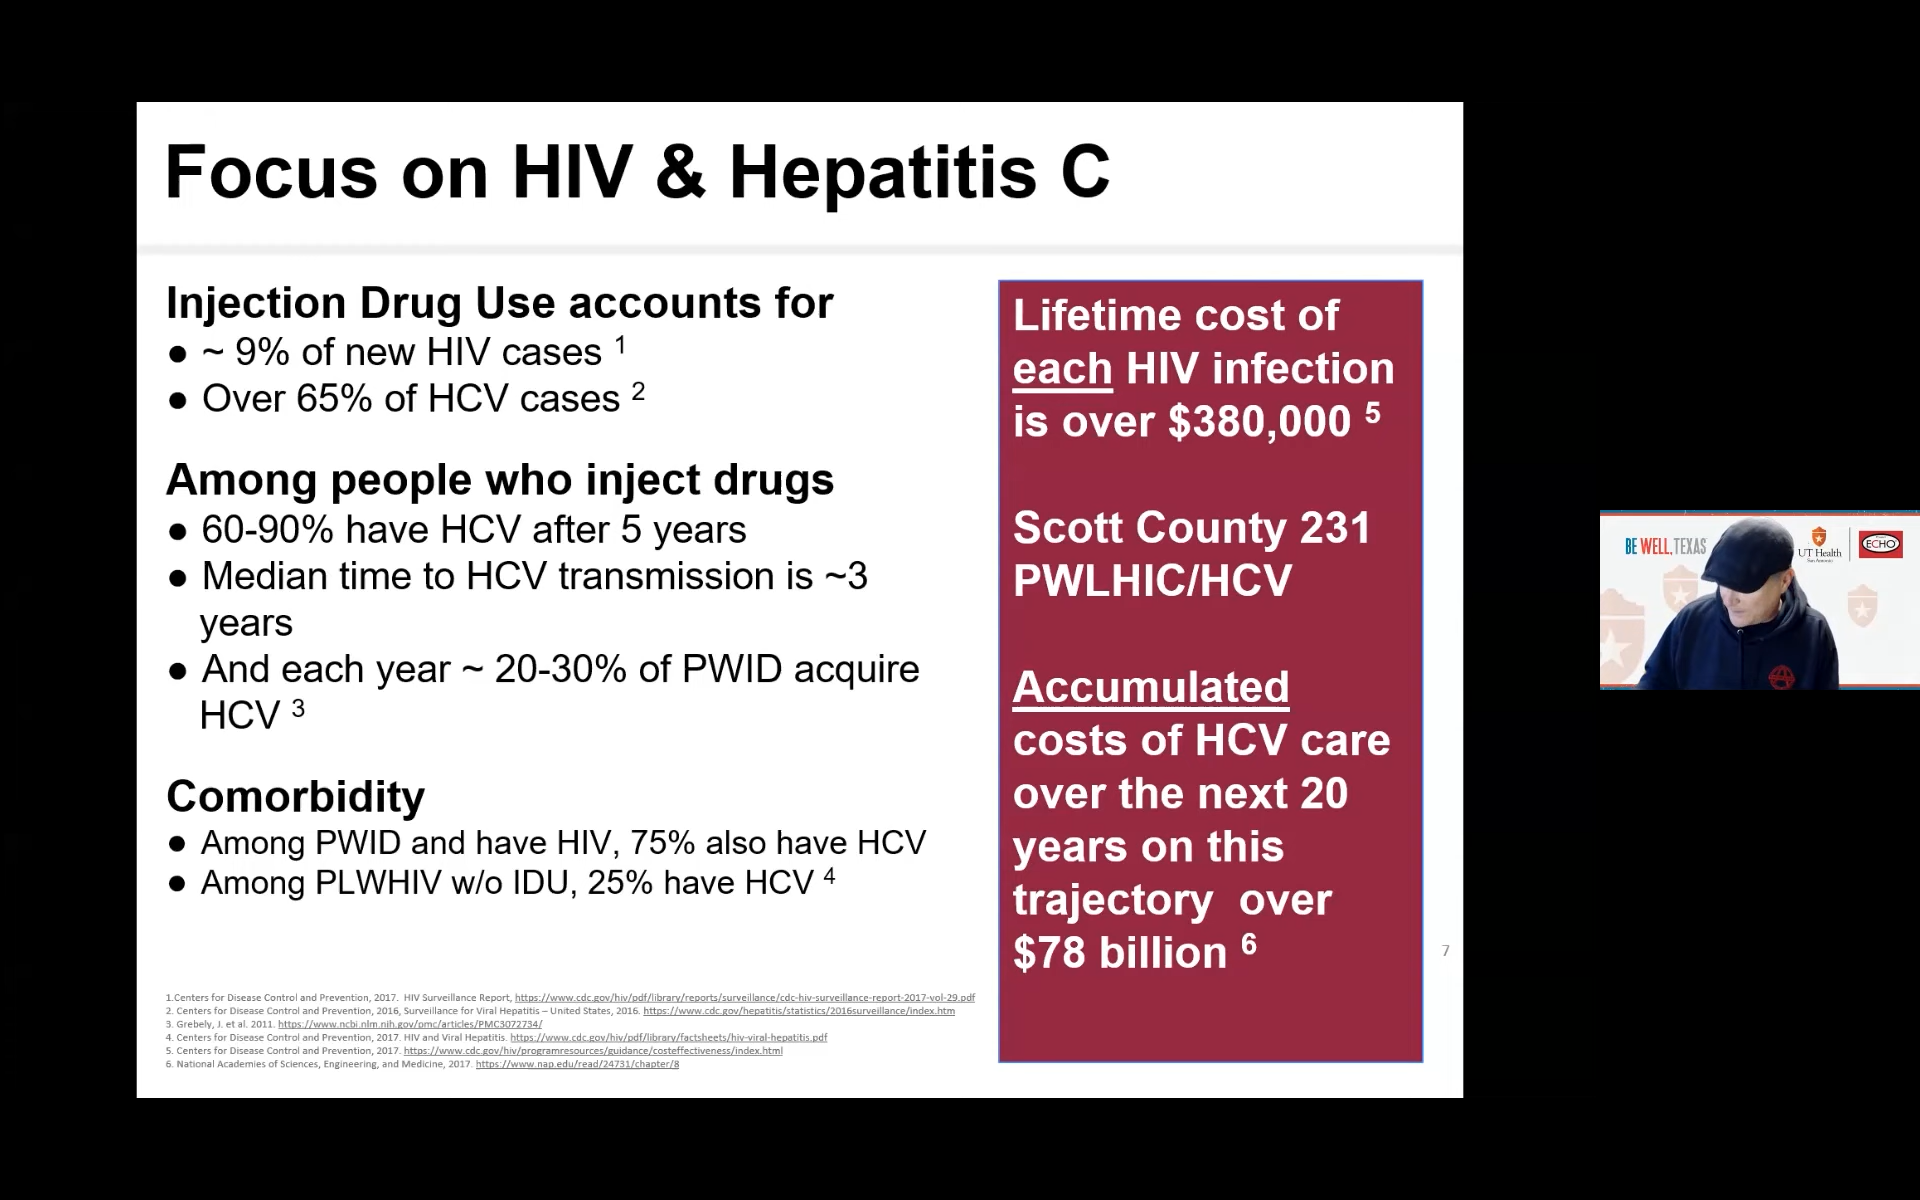 Focus on HIV & Hepatitis C
Injection Drug Use accounts for
● ~ 9% of new HIV cases 1
● Over 65% of HCV cases 2
Among people who inject drugs
● 60-90% have HCV after 5 years
● Median time to HCV transmission is ~3
years
● And each year ~ 20-30% of PWID acquire
HCV 3
Comorbidity
● Among PWID and have HIV, 75% also have HCV
● Among PLWHIV w/o IDU, 25% have HCV 4
1.Centers for Disease Control and Prevention, 2017. HIV Surveillance Report, https://www.cdc.gov/hiv/pdf/library/reports/surveillance/cdc-hiv-surveillance-report-2017-vol-29.pdf
2. Centers for Disease Control and Prevention, 2016, Surveillance for Viral Hepatitis – United States, 2016. https://www.cdc.gov/hepatitis/statistics/2016surveillance/index.htm
3. Grebely, J. et al. 2011. https://www.ncbi.nlm.nih.gov/pmc/articles/PMC3072734/
4. Centers for Disease Control and Prevention, 2017. HIV and Viral Hepatitis. https://www.cdc.gov/hiv/pdf/library/factsheets/hiv-viral-hepatitis.pdf
5. Centers for Disease Control and Prevention, 2017. https://www.cdc.gov/hiv/programresources/guidance/costeffectiveness/index.html
6. National Academies of Sciences, Engineering, and Medicine, 2017. https://www.nap.edu/read/24731/chapter/8
Lifetime cost of
each HIV infection
is over $380,000 5
Scott County 231
PWLHIC/HCV
Accumulated
costs of HCV care
over the next 20
years on this
trajectory over
$78 billion 6
7
BE WELL, TEXAS
UT Health
San Antonio
ECHO